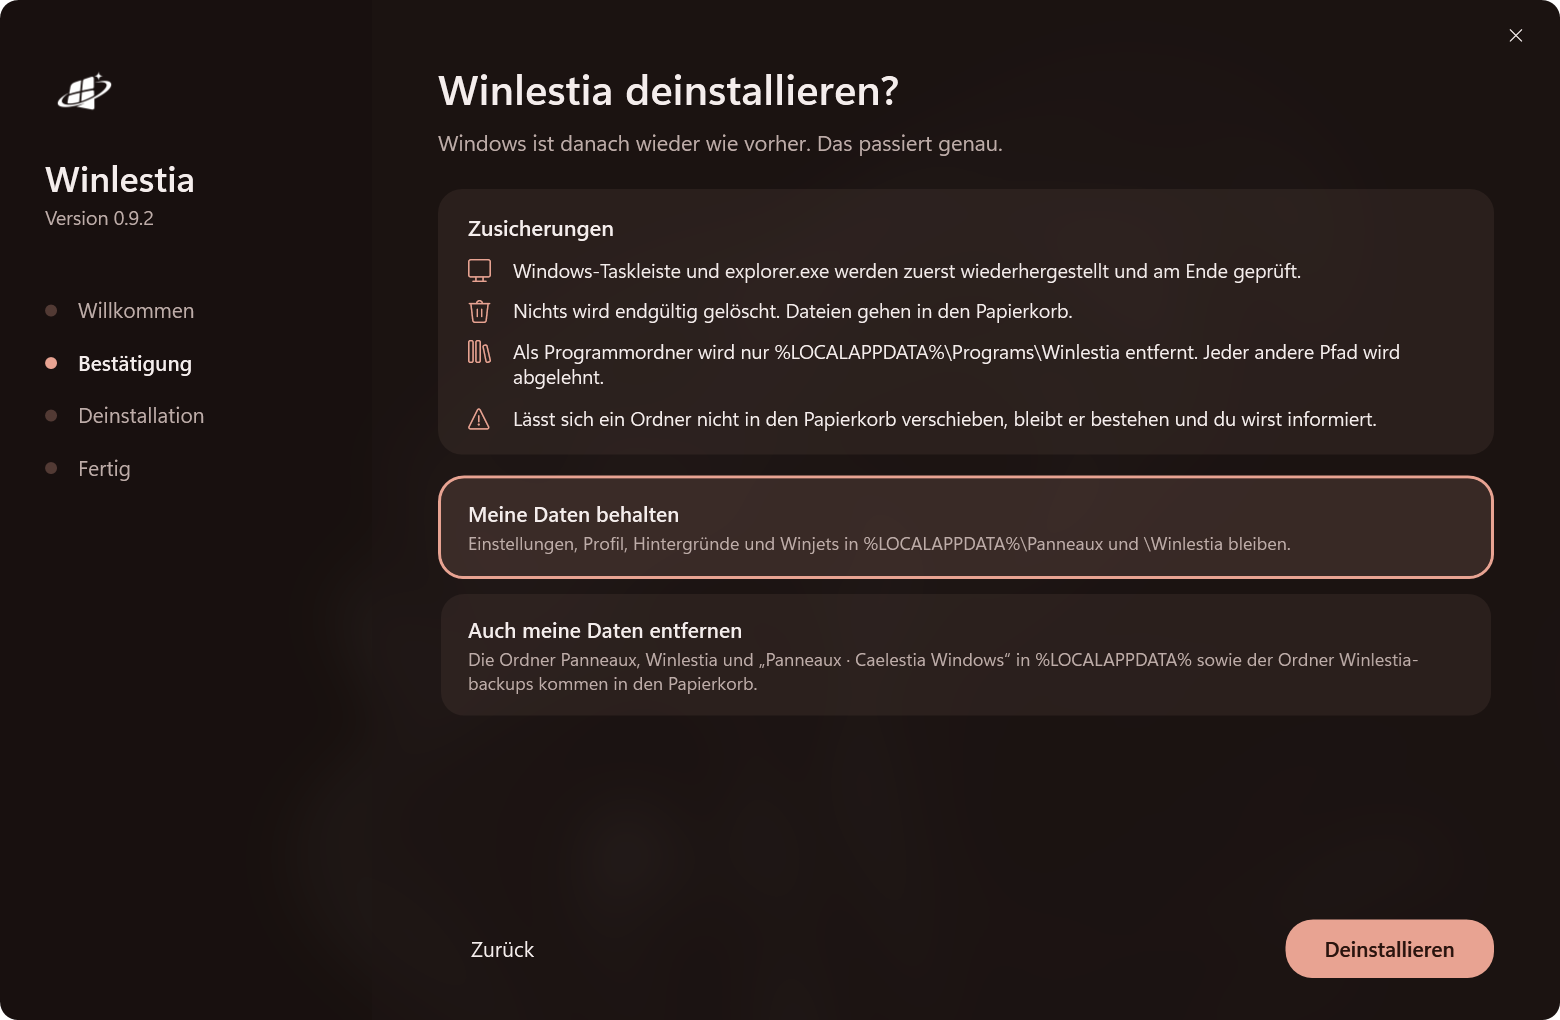 Winlestia
Version 0.9.2
Willkommen
Bestätigung
Deinstallation
Fertig
Winlestia deinstallieren?
Windows ist danach wieder wie vorher. Das passiert genau.
Zusicherungen
Windows-Taskleiste und explorer.exe werden zuerst wiederhergestellt und am Ende geprüft.
Nichts wird endgültig gelöscht. Dateien gehen in den Papierkorb.
Als Programmordner wird nur %LOCALAPPDATA%\Programs\Winlestia entfernt. Jeder andere Pfad wird
abgelehnt.
Lässt sich ein Ordner nicht in den Papierkorb verschieben, bleibt er bestehen und du wirst informiert.
Meine Daten behalten
Einstellungen, Profil, Hintergründe und Winjets in %LOCALAPPDATA%\Panneaux und \Winlestia bleiben.
Auch meine Daten entfernen
Die Ordner Panneaux, Winlestia und „Panneaux · Caelestia Windows“ in %LOCALAPPDATA% sowie der Ordner Winlestia-
backups kommen in den Papierkorb.
Zurück
Deinstallieren